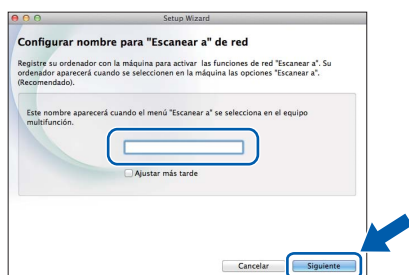 Setup Wizard
Configurar nombre para "Escanear a" de red
Registre su ordenador con la máquina para activar las funciones de red "Escanear a". Su
ordenador aparecerá cuando se seleccionen en la máquina las opciones "Escanear a".
(Recomendado).
Este nombre aparecerá cuando el menú "Escanear a" se selecciona en el equipo
multifunción.
Ajustar más tarde
Cancelar Siguiente